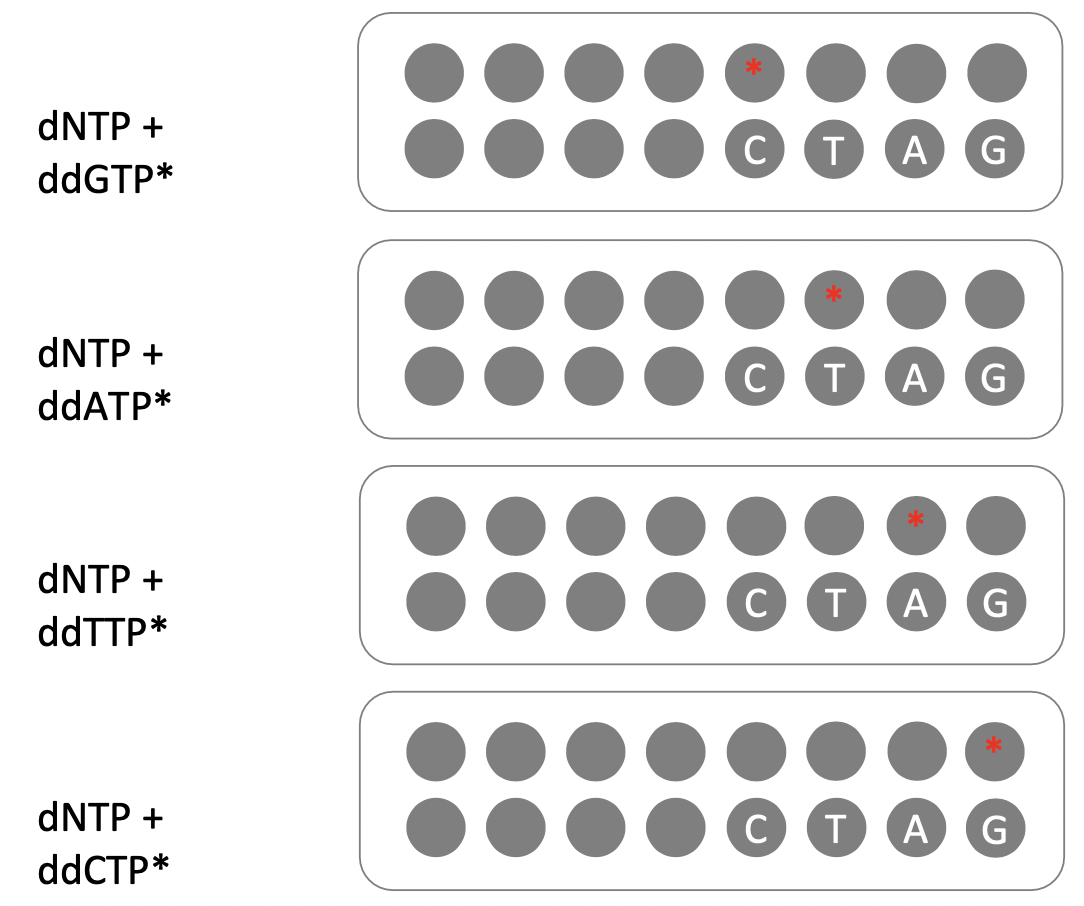 *
dNTP +
ddGTP*
C T A G
*
dNTP +
ddATP*
C T A G
*
dNTP +
ddTTP*
C T A G
*
dNTP +
ddCTP*
C T A G